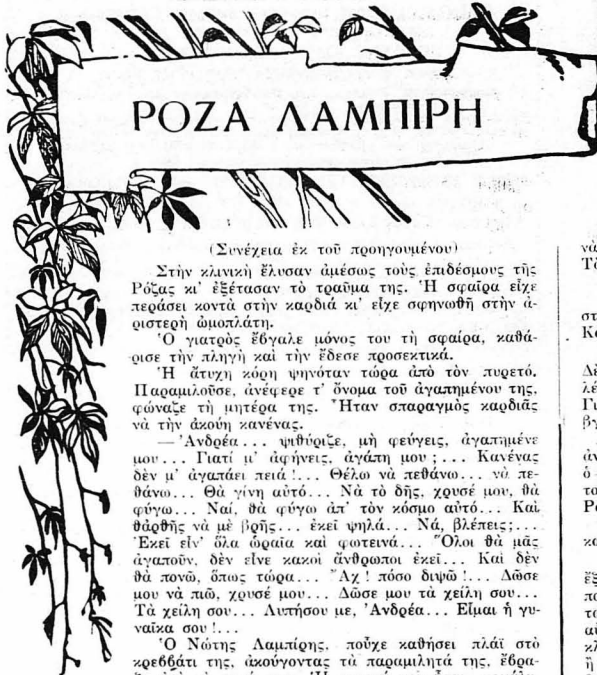 ΡΟΖΑ ΛΑΜΠΙΡΗ
(Συνέχεια ἐκ τοῦ προηγουμένου)
Στὴν κλινικὴ ἔλυσαν ἀμέσως τοὺς ἐπιδέσμους τῆς
Ρόζας κι' ἐξέτασαν τὸ τραῦμα της. Ἡ σφαῖρα εἶχε
περάσει κοντὰ στὴν καρδιά κι' εἶχε σφηνωθῆ στὴν ἀ-
ριστερὴ ὠμοπλάτη.
Ὁ γιατρὸς ἔβγαλε μόνος του τὴ σφαίρα, καθά-
ρισε τὴν πληγὴ καὶ τὴν ἔδεσε προσεκτικά.
Ἡ ἄτυχη κόρη ψηνόταν τώρα ἀπὸ τὸν πυρετό.
Παραμιλοῦσε, ἀνέφερε τ' ὄνομα τοῦ ἀγαπημένου της,
φώναζε τὴ μητέρα της. Ἦταν σπαραγμὸς καρδιᾶς
νὰ τὴν ἀκούη κανένας.
— Ἀνδρέα... ψιθύριζε, μὴ φεύγεις, ἀγαπημένε
μου... Γιατί μ' ἀφήνεις, ἀγάπη μου;... Κανένας
δὲν μ' ἀγαπάει πειά!... Θέλω νὰ πεθάνω... νὰ πε-
θάνω... Θὰ γίνη αὐτό... Νὰ τὸ δῆς, χρυσέ μου, θὰ
φύγω... Ναί, θὰ φύγω ἀπ' τὸν κόσμο αὐτό... Καὶ
θἀρθῆς νὰ μὲ βρῆς... ἐκεῖ ψηλά... Νά, βλέπεις;...
Ἐκεῖ εἶν' ὅλα ὡραῖα καὶ φωτεινά... Ὅλοι θὰ μᾶς
ἀγαποῦν, δὲν εἶνε κακοὶ ἄνθρωποι ἐκεῖ... Καὶ δὲν
θὰ πονῶ, ὅπως τώρα... Ἄχ! πόσο διψῶ!... Δῶσε
μου νὰ πιῶ, χρυσέ μου... Δῶσε μου τὰ χείλη σου...
Τὰ χείλη σου... Λυπήσου με, Ἀνδρέα... Εἶμαι ἡ γυ-
ναῖκα σου!...
Ὁ Νώτης Λαμπίρης, ποὖχε καθήσει πλάϊ στὸ
κρεββάτι της, ἀκούγοντας τὰ παραμιλητά της, ἔβρα-